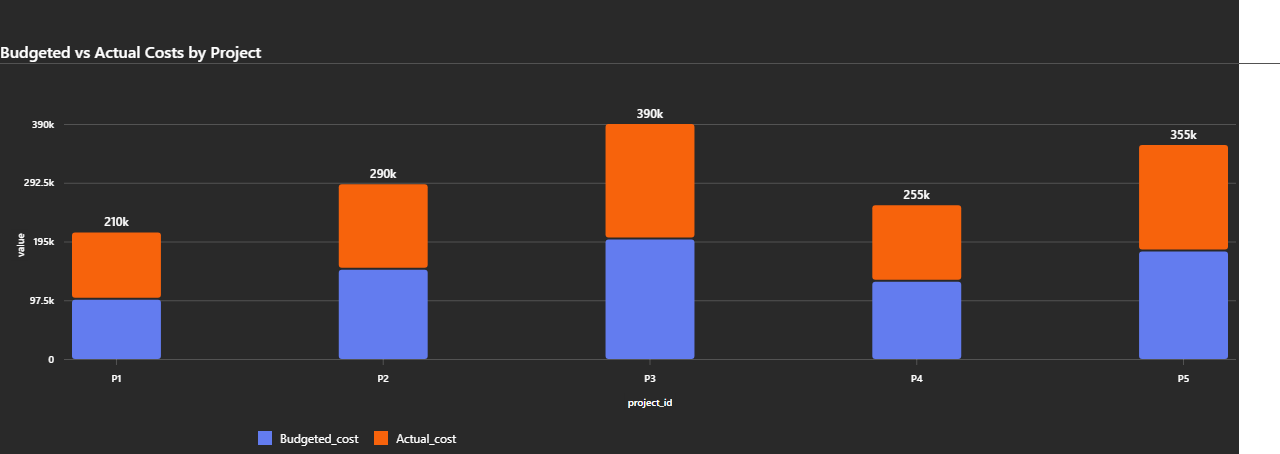 Budgeted vs Actual Costs by Project
390k
292.5k
195k
97.5k
0
value
210k
290k
390k
255k
355k
P1
P2
P3
P4
P5
project_id
Budgeted_cost
Actual_cost